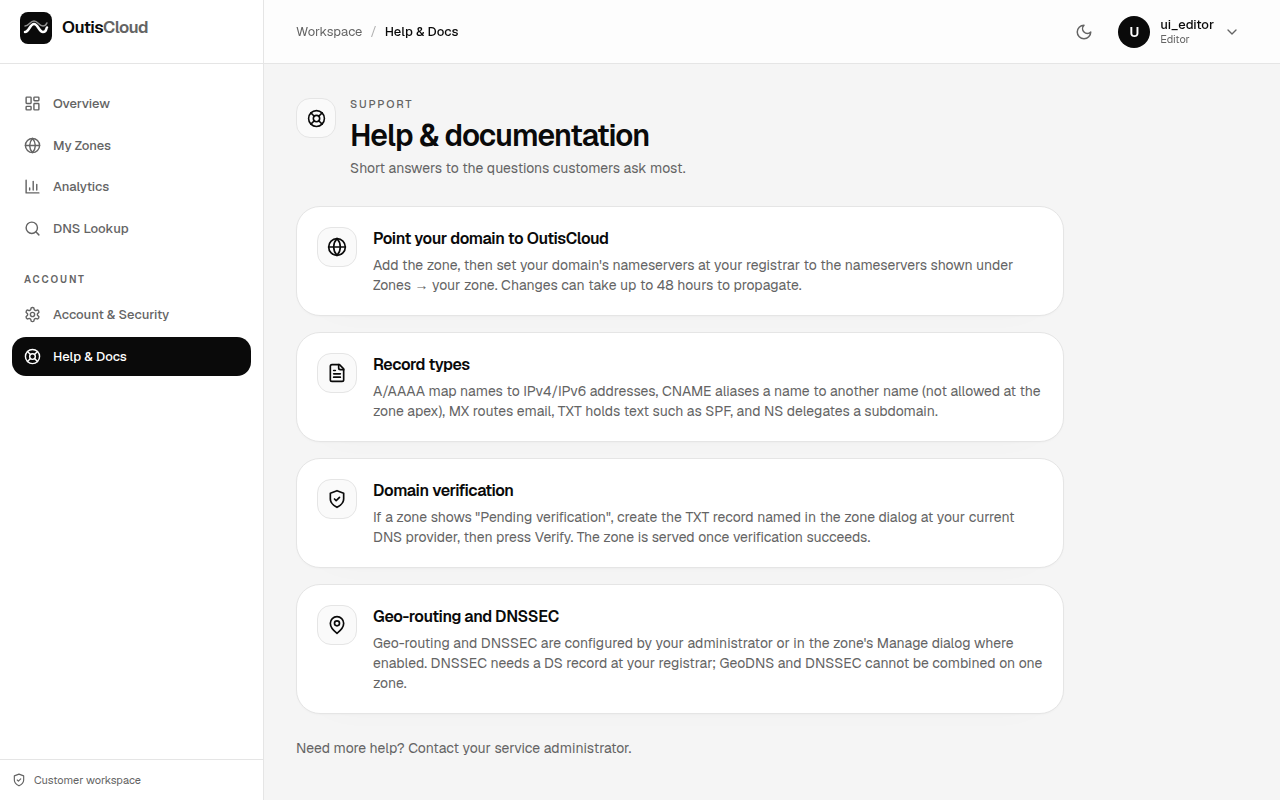 OutisCloud
Workspace / Help & Docs
U
ui_editor
Editor
Overview
My Zones
Analytics
DNS Lookup
ACCOUNT
Account & Security
Help & Docs
Customer workspace
SUPPORT
Help & documentation
Short answers to the questions customers ask most.
Point your domain to OutisCloud
Add the zone, then set your domain's nameservers at your registrar to the nameservers shown under
Zones → your zone. Changes can take up to 48 hours to propagate.
Record types
A/AAAA map names to IPv4/IPv6 addresses, CNAME aliases a name to another name (not allowed at the
zone apex), MX routes email, TXT holds text such as SPF, and NS delegates a subdomain.
Domain verification
If a zone shows "Pending verification", create the TXT record named in the zone dialog at your current
DNS provider, then press Verify. The zone is served once verification succeeds.
Geo-routing and DNSSEC
Geo-routing and DNSSEC are configured by your administrator or in the zone's Manage dialog where
enabled. DNSSEC needs a DS record at your registrar; GeoDNS and DNSSEC cannot be combined on one
zone.
Need more help? Contact your service administrator.